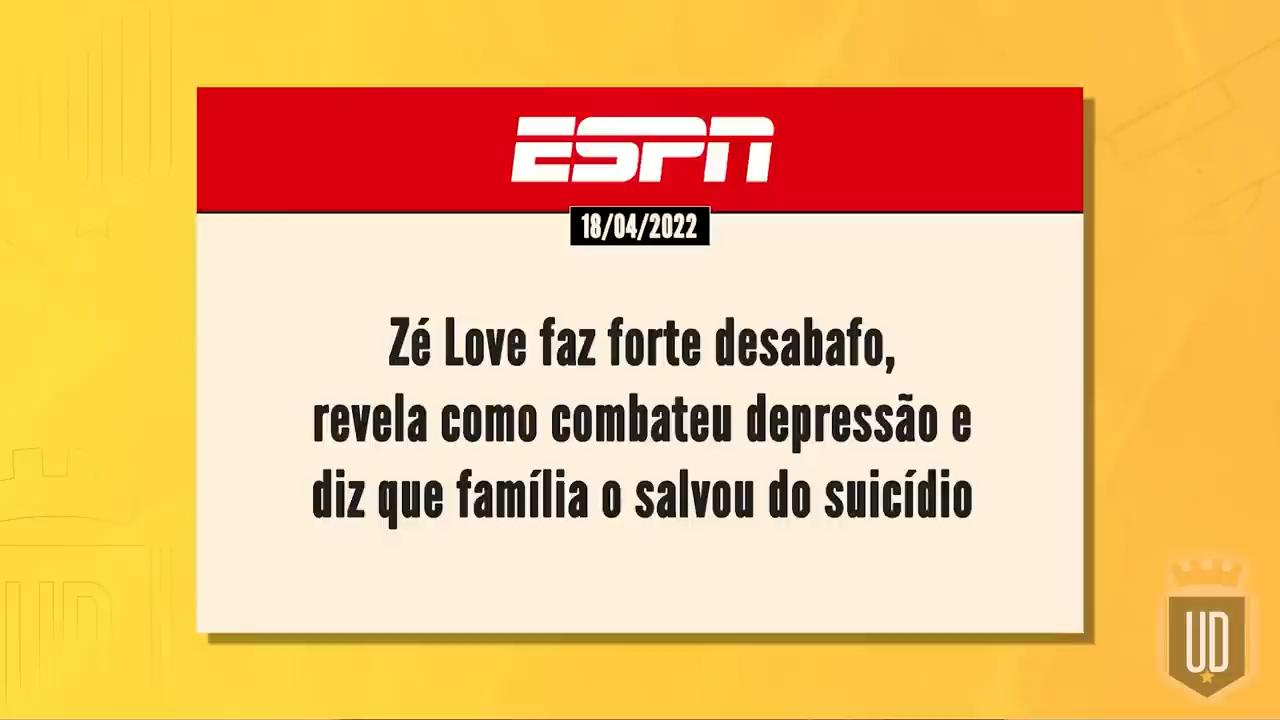 ESPN
18/04/2022
Zé Love faz forte desabafo,
revela como combateu depressão e
diz que família o salvou do suicídio
UD
UD